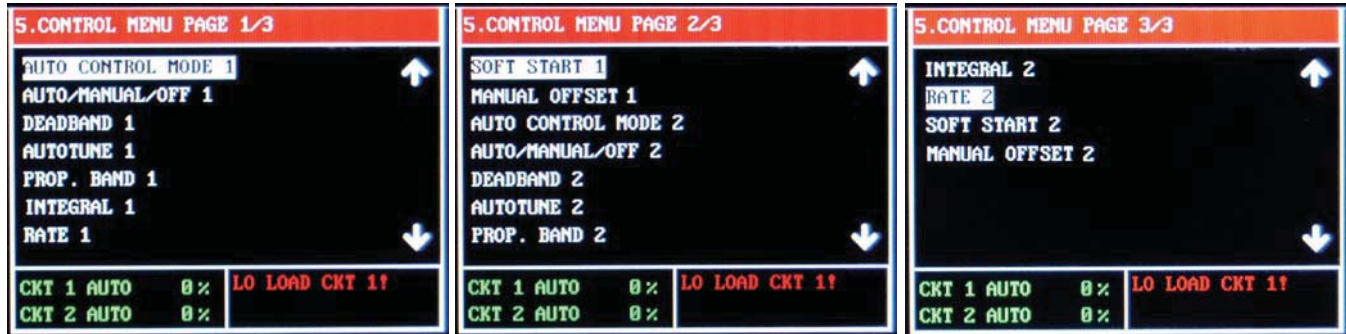 5.CONTROL MENU PAGE 1/3
AUTO CONTROL MODE 1
AUTO/MANUAL/OFF 1
DEADBAND 1
AUTOTUNE 1
PROP. BAND 1
INTEGRAL 1
RATE 1
CKT 1 AUTO 0%
CKT 2 AUTO 0%
LO LOAD CKT 1!
5.CONTROL MENU PAGE 2/3
SOFT START 1
MANUAL OFFSET 1
AUTO CONTROL MODE 2
AUTO/MANUAL/OFF 2
DEADBAND 2
AUTOTUNE 2
PROP. BAND 2
CKT 1 AUTO 0%
CKT 2 AUTO 0%
LO LOAD CKT 1!
5.CONTROL MENU PAGE 3/3
INTEGRAL 2
RATE 2
SOFT START 2
MANUAL OFFSET 2
CKT 1 AUTO 0%
CKT 2 AUTO 0%
LO LOAD CKT 1!